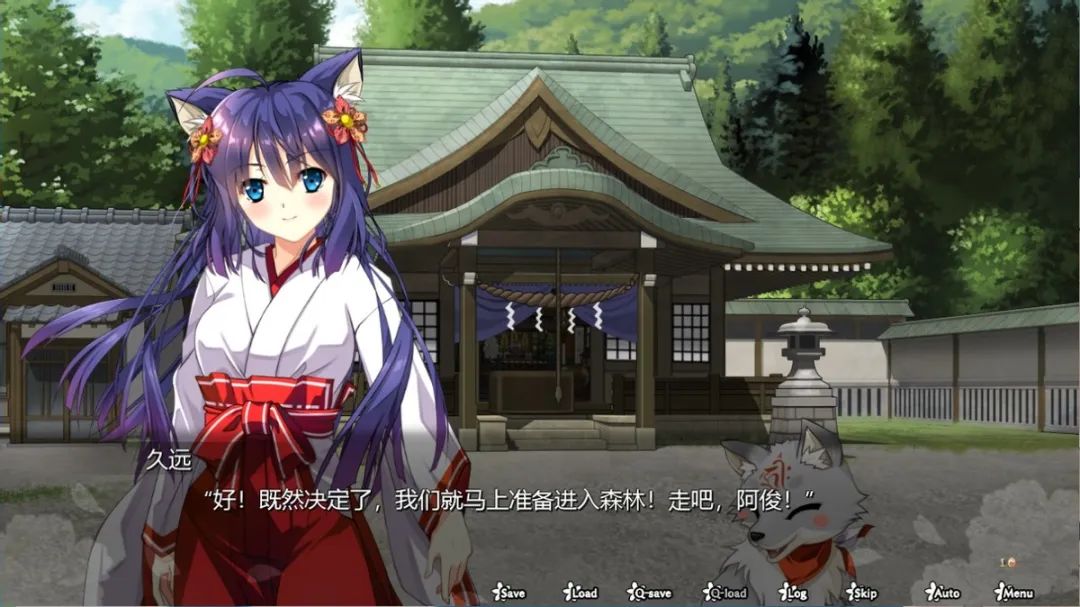 久远
“好！既然决定了，我们就马上准备进入森林！走吧，阿俊！”
Save Load Q-save Q-load Log Skip Auto Menu